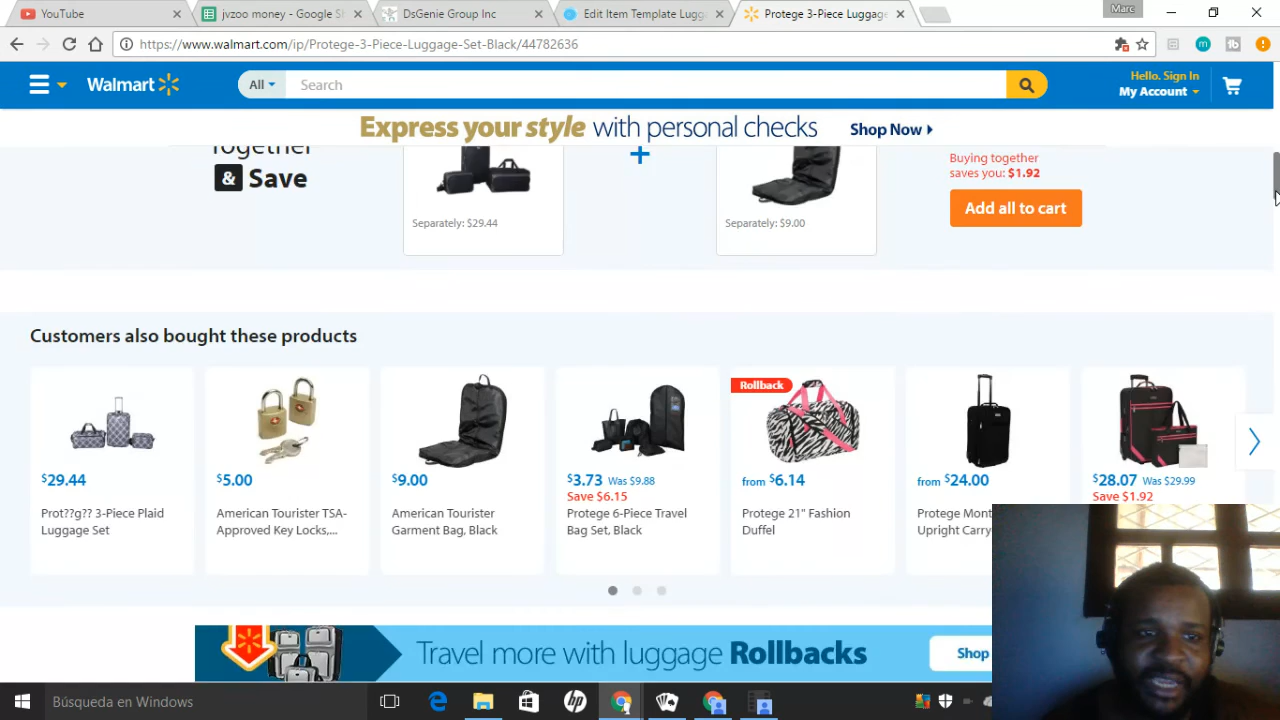 YouTube
jvzoo money - Google Sh
DsGenie Group Inc
Edit Item Template Lugg
Protege 3-Piece Luggage
Marc
https://www.walmart.com/ip/Protege-3-Piece-Luggage-Set-Black/44782636
Walmart
All
Search
Hello. Sign In
My Account
Express your style with personal checks
Shop Now
Together
& Save
Separately: $29.44
+
Separately: $9.00
Buying together
saves you: $1.92
Add all to cart
Customers also bought these products
$29.44
Prot??g?? 3-Piece Plaid
Luggage Set
$5.00
American Tourister TSA-
Approved Key Locks,...
$9.00
American Tourister
Garment Bag, Black
$3.73 Was $9.88
Save $6.15
Protege 6-Piece Travel
Bag Set, Black
Rollback
from $6.14
Protege 21" Fashion
Duffel
from $24.00
Protege Mont
Upright Carry
$28.07 Was $29.99
Save $1.92
Travel more with luggage Rollbacks
Shop
Búsqueda en Windows